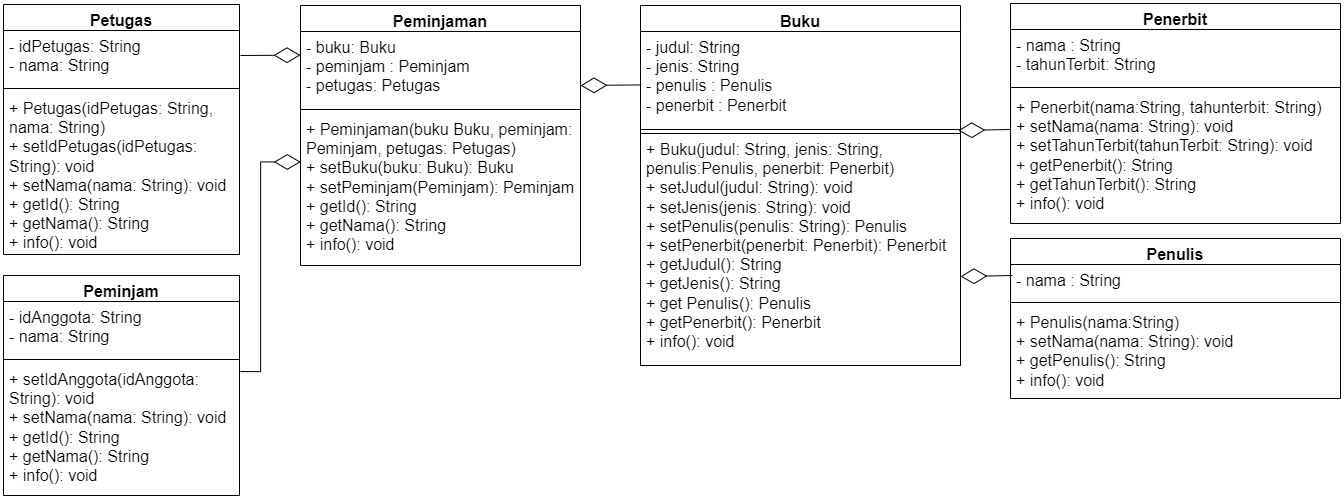 Petugas
- idPetugas: String
- nama: String
+ Petugas(idPetugas: String,
nama: String)
+ setIdPetugas(idPetugas:
String): void
+ setNama(nama: String): void
+ getId(): String
+ getNama(): String
+ info(): void
Peminjam
- idAnggota: String
- nama: String
+ setIdAnggota(idAnggota:
String): void
+ setNama(nama: String): void
+ getId(): String
+ getNama(): String
+ info(): void
Peminjaman
- buku: Buku
- peminjam : Peminjam
- petugas: Petugas
+ Peminjaman(buku Buku, peminjam:
Peminjam, petugas: Petugas)
+ setBuku(buku: Buku): Buku
+ setPeminjam(Peminjam): Peminjam
+ getId(): String
+ getNama(): String
+ info(): void
Buku
- judul: String
- jenis: String
- penulis : Penulis
- penerbit : Penerbit
+ Buku(judul: String, jenis: String,
penulis:Penulis, penerbit: Penerbit)
+ setJudul(judul: String): void
+ setJenis(jenis: String): void
+ setPenulis(penulis: String): Penulis
+ setPenerbit(penerbit: Penerbit): Penerbit
+ getJudul(): String
+ getJenis(): String
+ get Penulis(): Penulis
+ getPenerbit(): Penerbit
+ info(): void
Penerbit
- nama : String
- tahunTerbit: String
+ Penerbit(nama:String, tahunterbit: String)
+ setNama(nama: String): void
+ setTahunTerbit(tahunTerbit: String): void
+ getPenerbit(): String
+ getTahunTerbit(): String
+ info(): void
Penulis
- nama : String
+ Penulis(nama:String)
+ setNama(nama: String): void
+ getPenulis(): String
+ info(): void